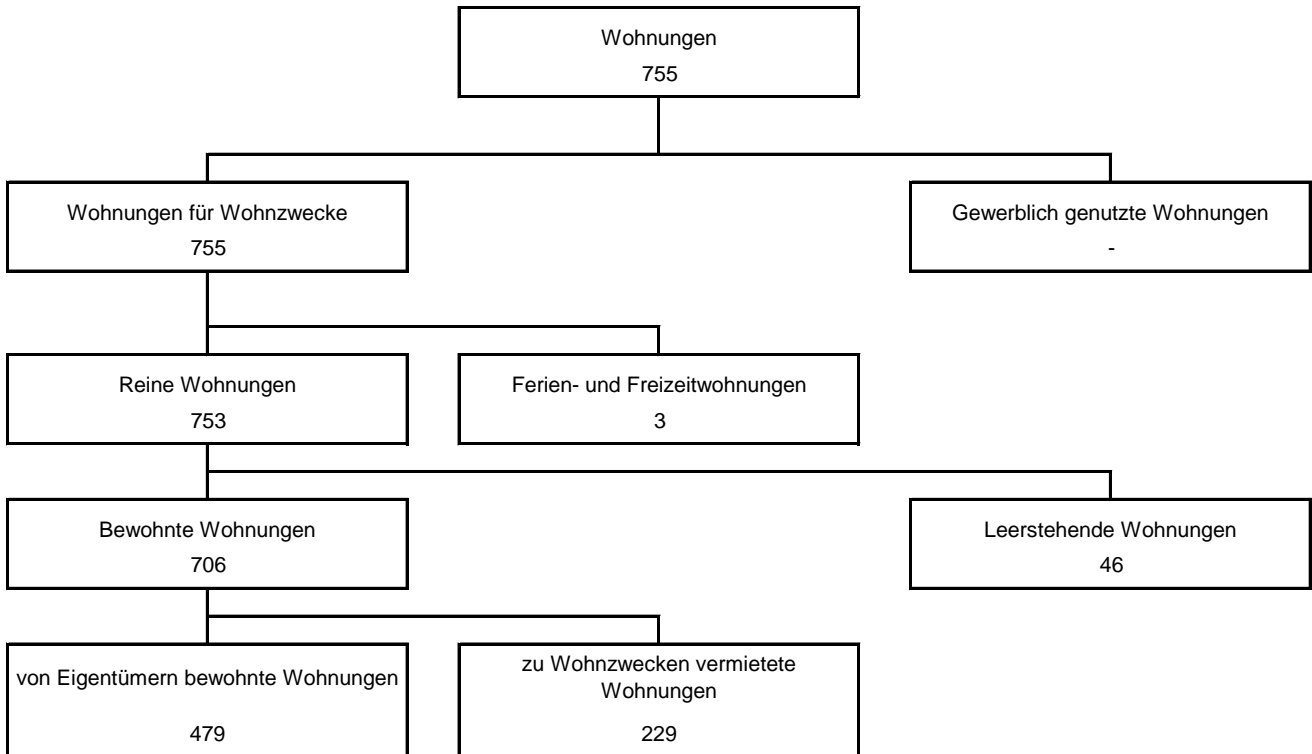 Wohnungen
755
Wohnungen für Wohnzwecke
755
Gewerblich genutzte Wohnungen
-
Reine Wohnungen
753
Ferien- und Freizeitwohnungen
3
Bewohnte Wohnungen
706
Leerstehende Wohnungen
46
von Eigentümern bewohnte Wohnungen
479
zu Wohnzwecken vermietete
Wohnungen
229